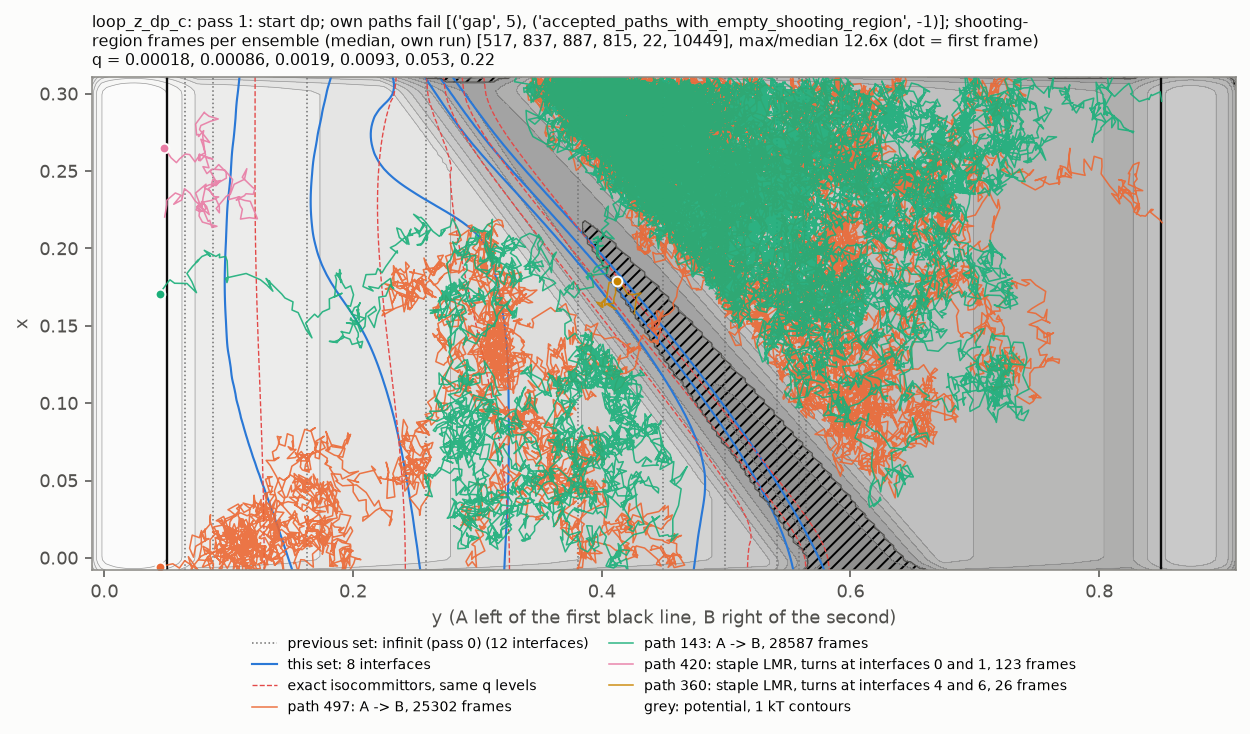 loop_z_dp_c: pass 1: start dp; own paths fail [('gap', 5), ('accepted_paths_with_empty_shooting_region', -1)]; shooting-
region frames per ensemble (median, own run) [517, 837, 887, 815, 22, 10449], max/median 12.6x (dot = first frame)
q = 0.00018, 0.00086, 0.0019, 0.0093, 0.053, 0.22
0.30
0.25
0.20
0.15
0.10
0.05
0.00
x
0.0
0.2
0.4
0.6
0.8
y (A left of the first black line, B right of the second)
previous set: infinit (pass 0) (12 interfaces)
this set: 8 interfaces
exact isocommittors, same q levels
path 497: A -> B, 25302 frames
path 143: A -> B, 28587 frames
path 420: staple LMR, turns at interfaces 0 and 1, 123 frames
path 360: staple LMR, turns at interfaces 4 and 6, 26 frames
grey: potential, 1 kT contours